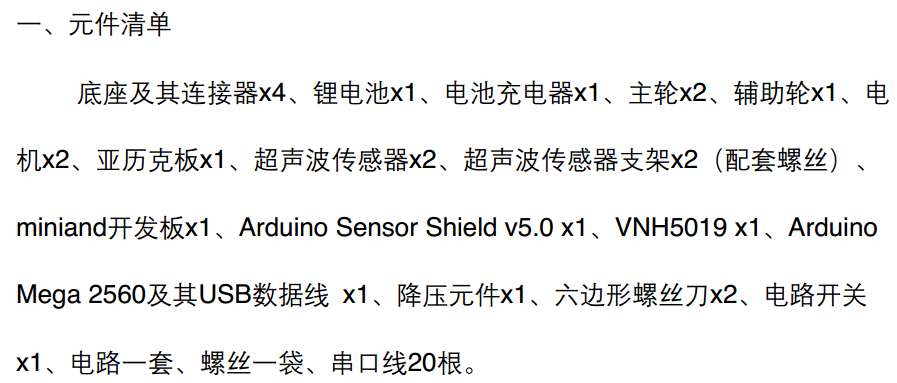 一、元件清单
底座及其连接器x4、锂电池x1、电池充电器x1、主轮x2、辅助轮x1、电
机x2、亚历克板x1、超声波传感器x2、超声波传感器支架x2（配套螺丝）、
miniand开发板x1、Arduino Sensor Shield v5.0 x1、VNH5019 x1、Arduino
Mega 2560及其USB数据线 x1、降压元件x1、六边形螺丝刀x2、电路开关
x1、电路一套、螺丝一袋、串口线20根。